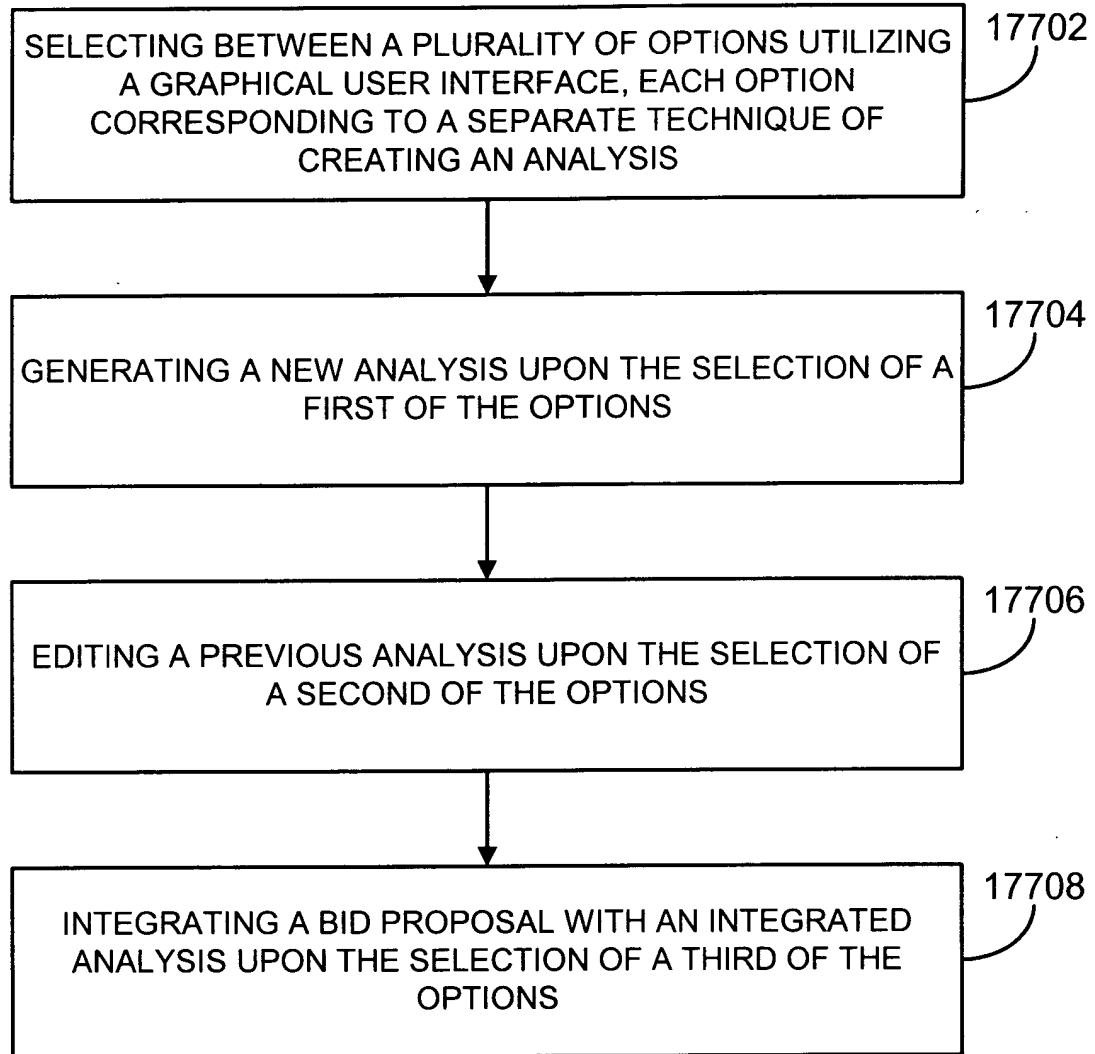 17702
SELECTING BETWEEN A PLURALITY OF OPTIONS UTILIZING
A GRAPHICAL USER INTERFACE, EACH OPTION
CORRESPONDING TO A SEPARATE TECHNIQUE OF
CREATING AN ANALYSIS
17704
GENERATING A NEW ANALYSIS UPON THE SELECTION OF A
FIRST OF THE OPTIONS
17706
EDITING A PREVIOUS ANALYSIS UPON THE SELECTION OF
A SECOND OF THE OPTIONS
17708
INTEGRATING A BID PROPOSAL WITH AN INTEGRATED
ANALYSIS UPON THE SELECTION OF A THIRD OF THE
OPTIONS